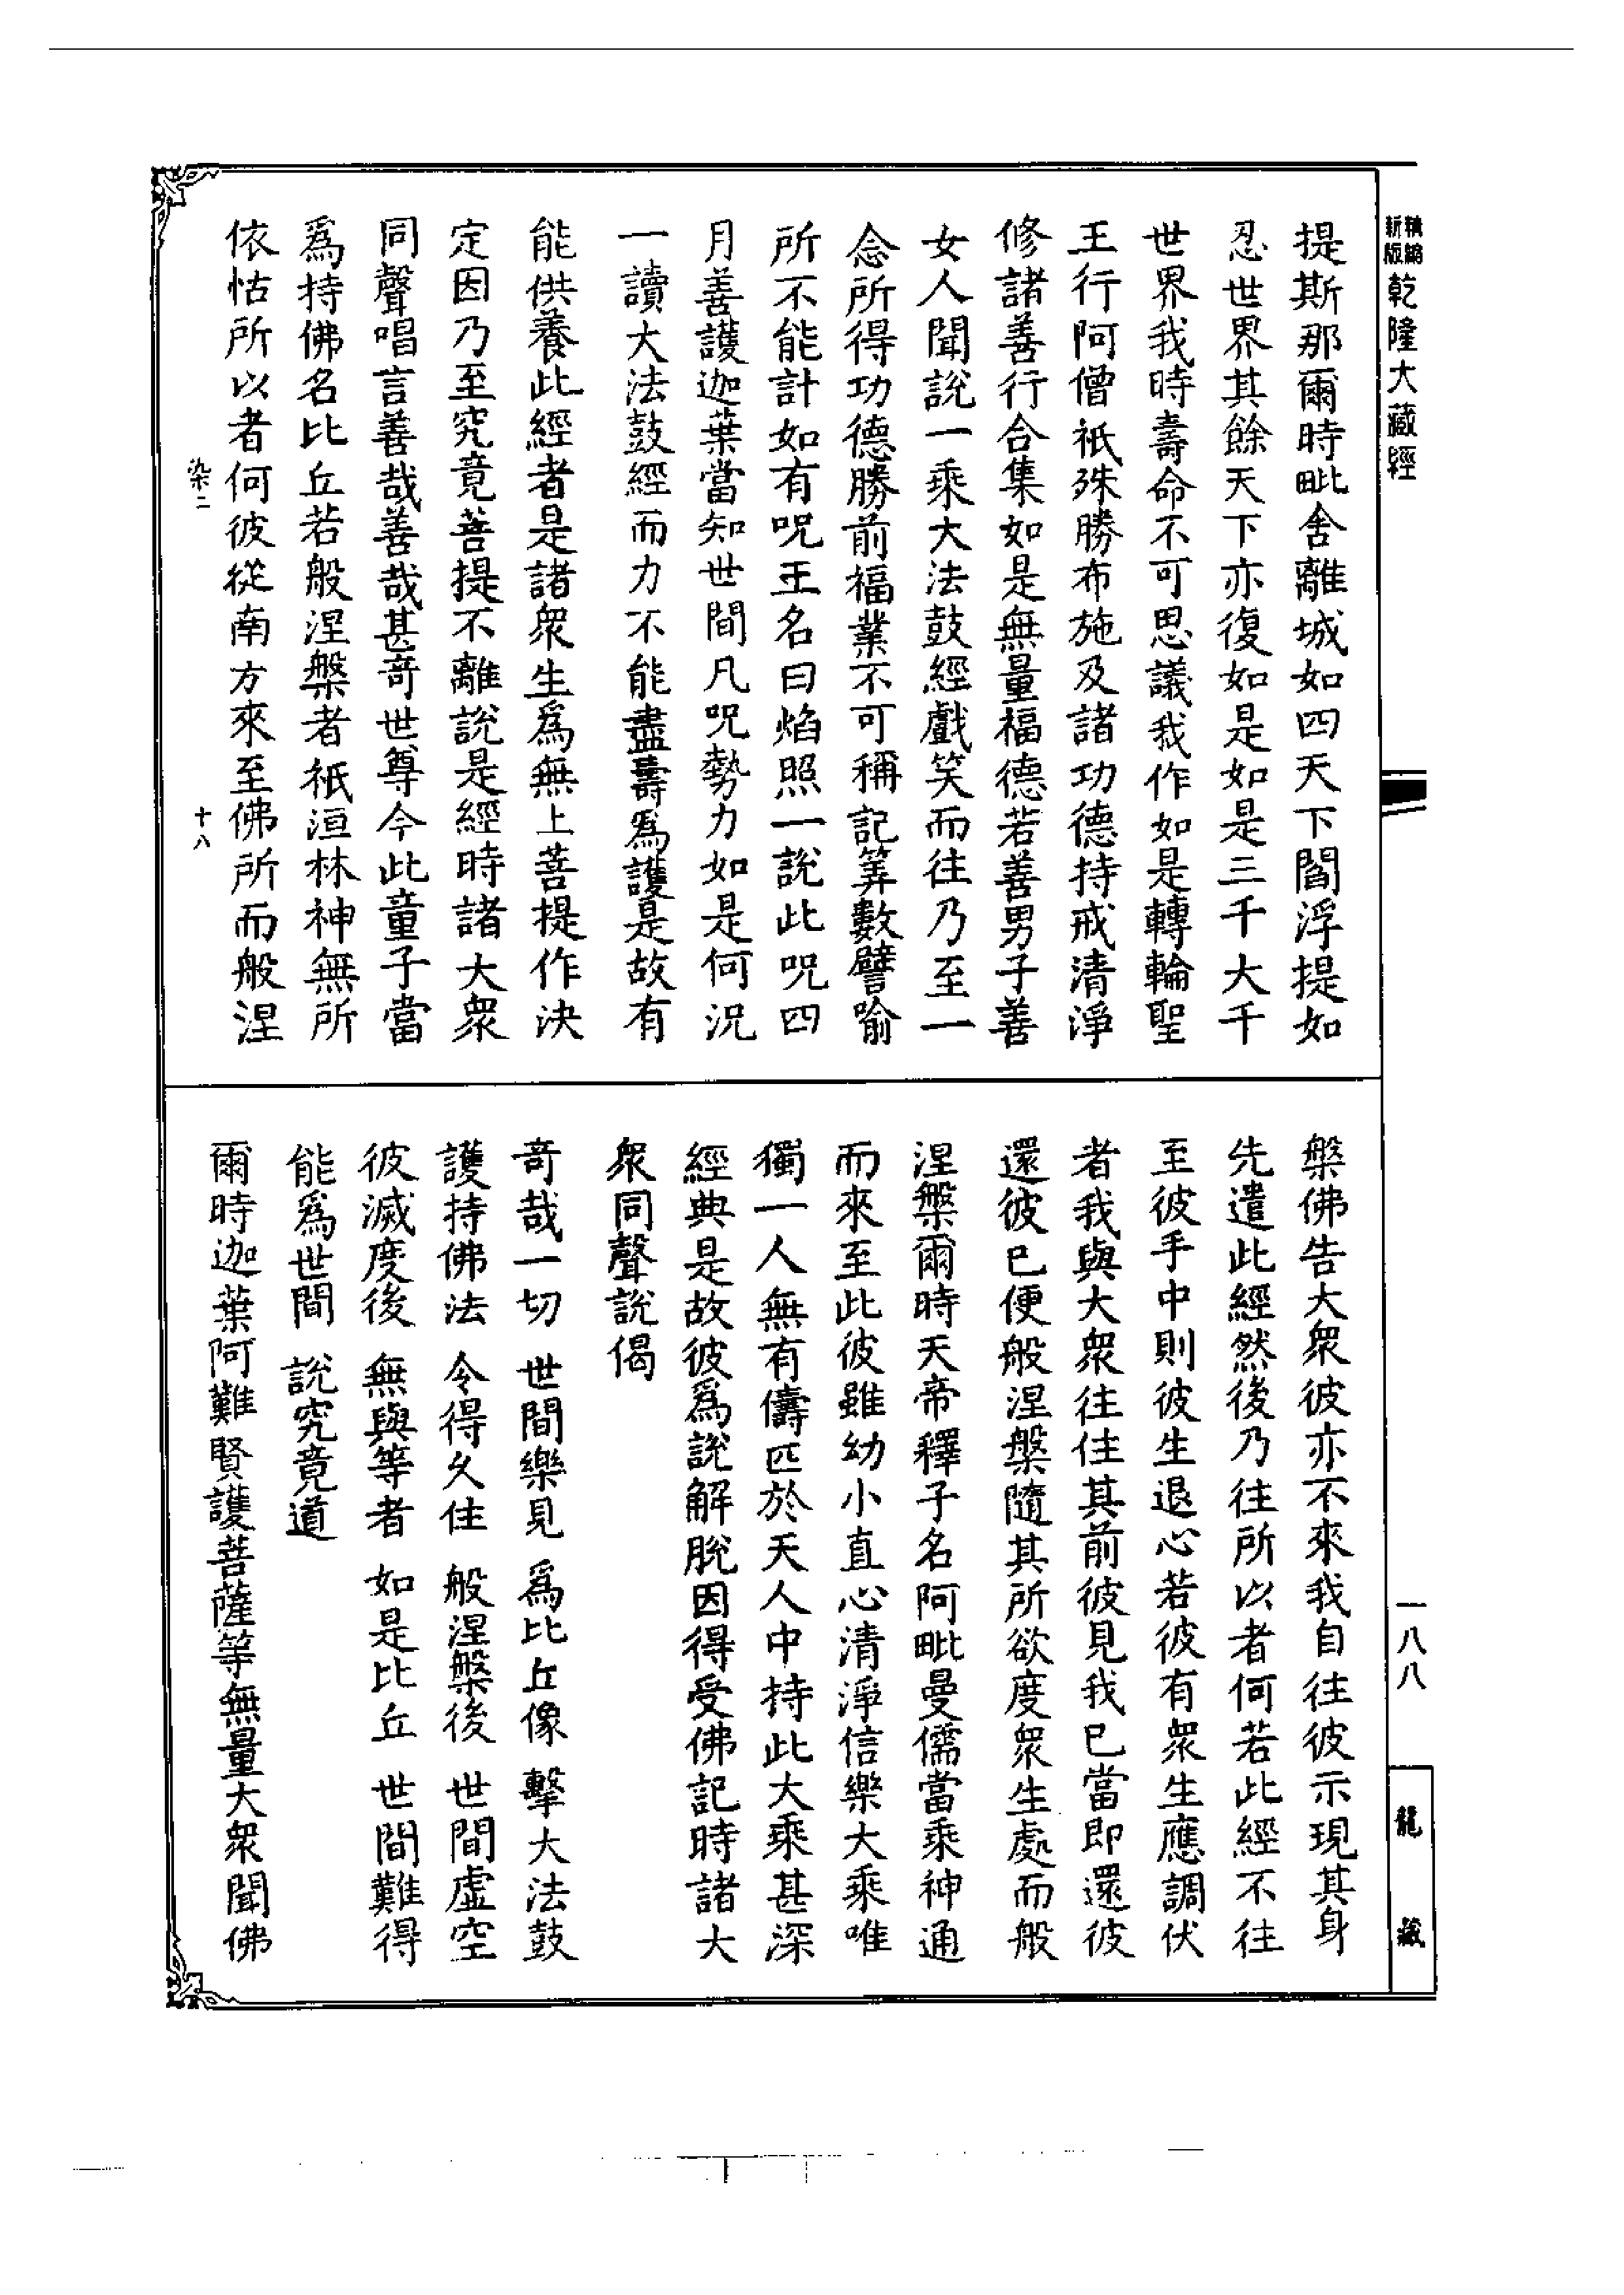 精縮新版
乾隆大藏經
提斯那爾時毗舍離城如四天下閻浮提如
忍世界其餘天下亦復如是如是三千大千
世界我時壽命不可思議我作如是轉輪聖
王行阿僧祇殊勝布施及諸功德持戒清淨
修諸善行合集如是無量福德若善男子善
女人聞說一乘大法鼓經戲笑而往乃至一
念所得功德勝前福業不可稱記筭數譬喻
所不能計如有呪王名曰焰照一說此呪四
月善護迦葉當知世間凡呪勢力如是何況
一讀大法鼓經而力不能盡壽為護是故有
能供養此經者是諸衆生為無上菩提作決
定因乃至究竟菩提不離說是經時諸大衆
同聲唱言善哉善哉甚竒世尊今此童子當
為持佛名比丘若般涅槃者祇洹林神無所
依怙所以者何彼從南方來至佛所而般涅
染二
十八
槃佛告大衆彼亦不來我自往彼示現其身
先遣此經然後乃往所以者何若此經不往
至彼手中則彼生退心若彼有衆生應調伏
者我與大衆往住其前彼見我已當即還彼
還彼已便般涅槃隨其所欲度衆生處而般
涅槃爾時天帝釋子名阿毗曼儒當乘神通
而來至此彼雖幼小直心清淨信樂大乘唯
獨一人無有儔匹於天人中持此大乘甚深
經典是故彼為說解脫因得受佛記時諸大
衆同聲說偈
竒哉一切 世間樂見 為比丘像 擊大法鼓
護持佛法 令得久住 般涅槃後 世間虛空
彼滅度後 無與等者 如是比丘 世間難得
能為世間 說究竟道
爾時迦葉阿難賢護菩薩等無量大衆聞佛
一八八
龍藏